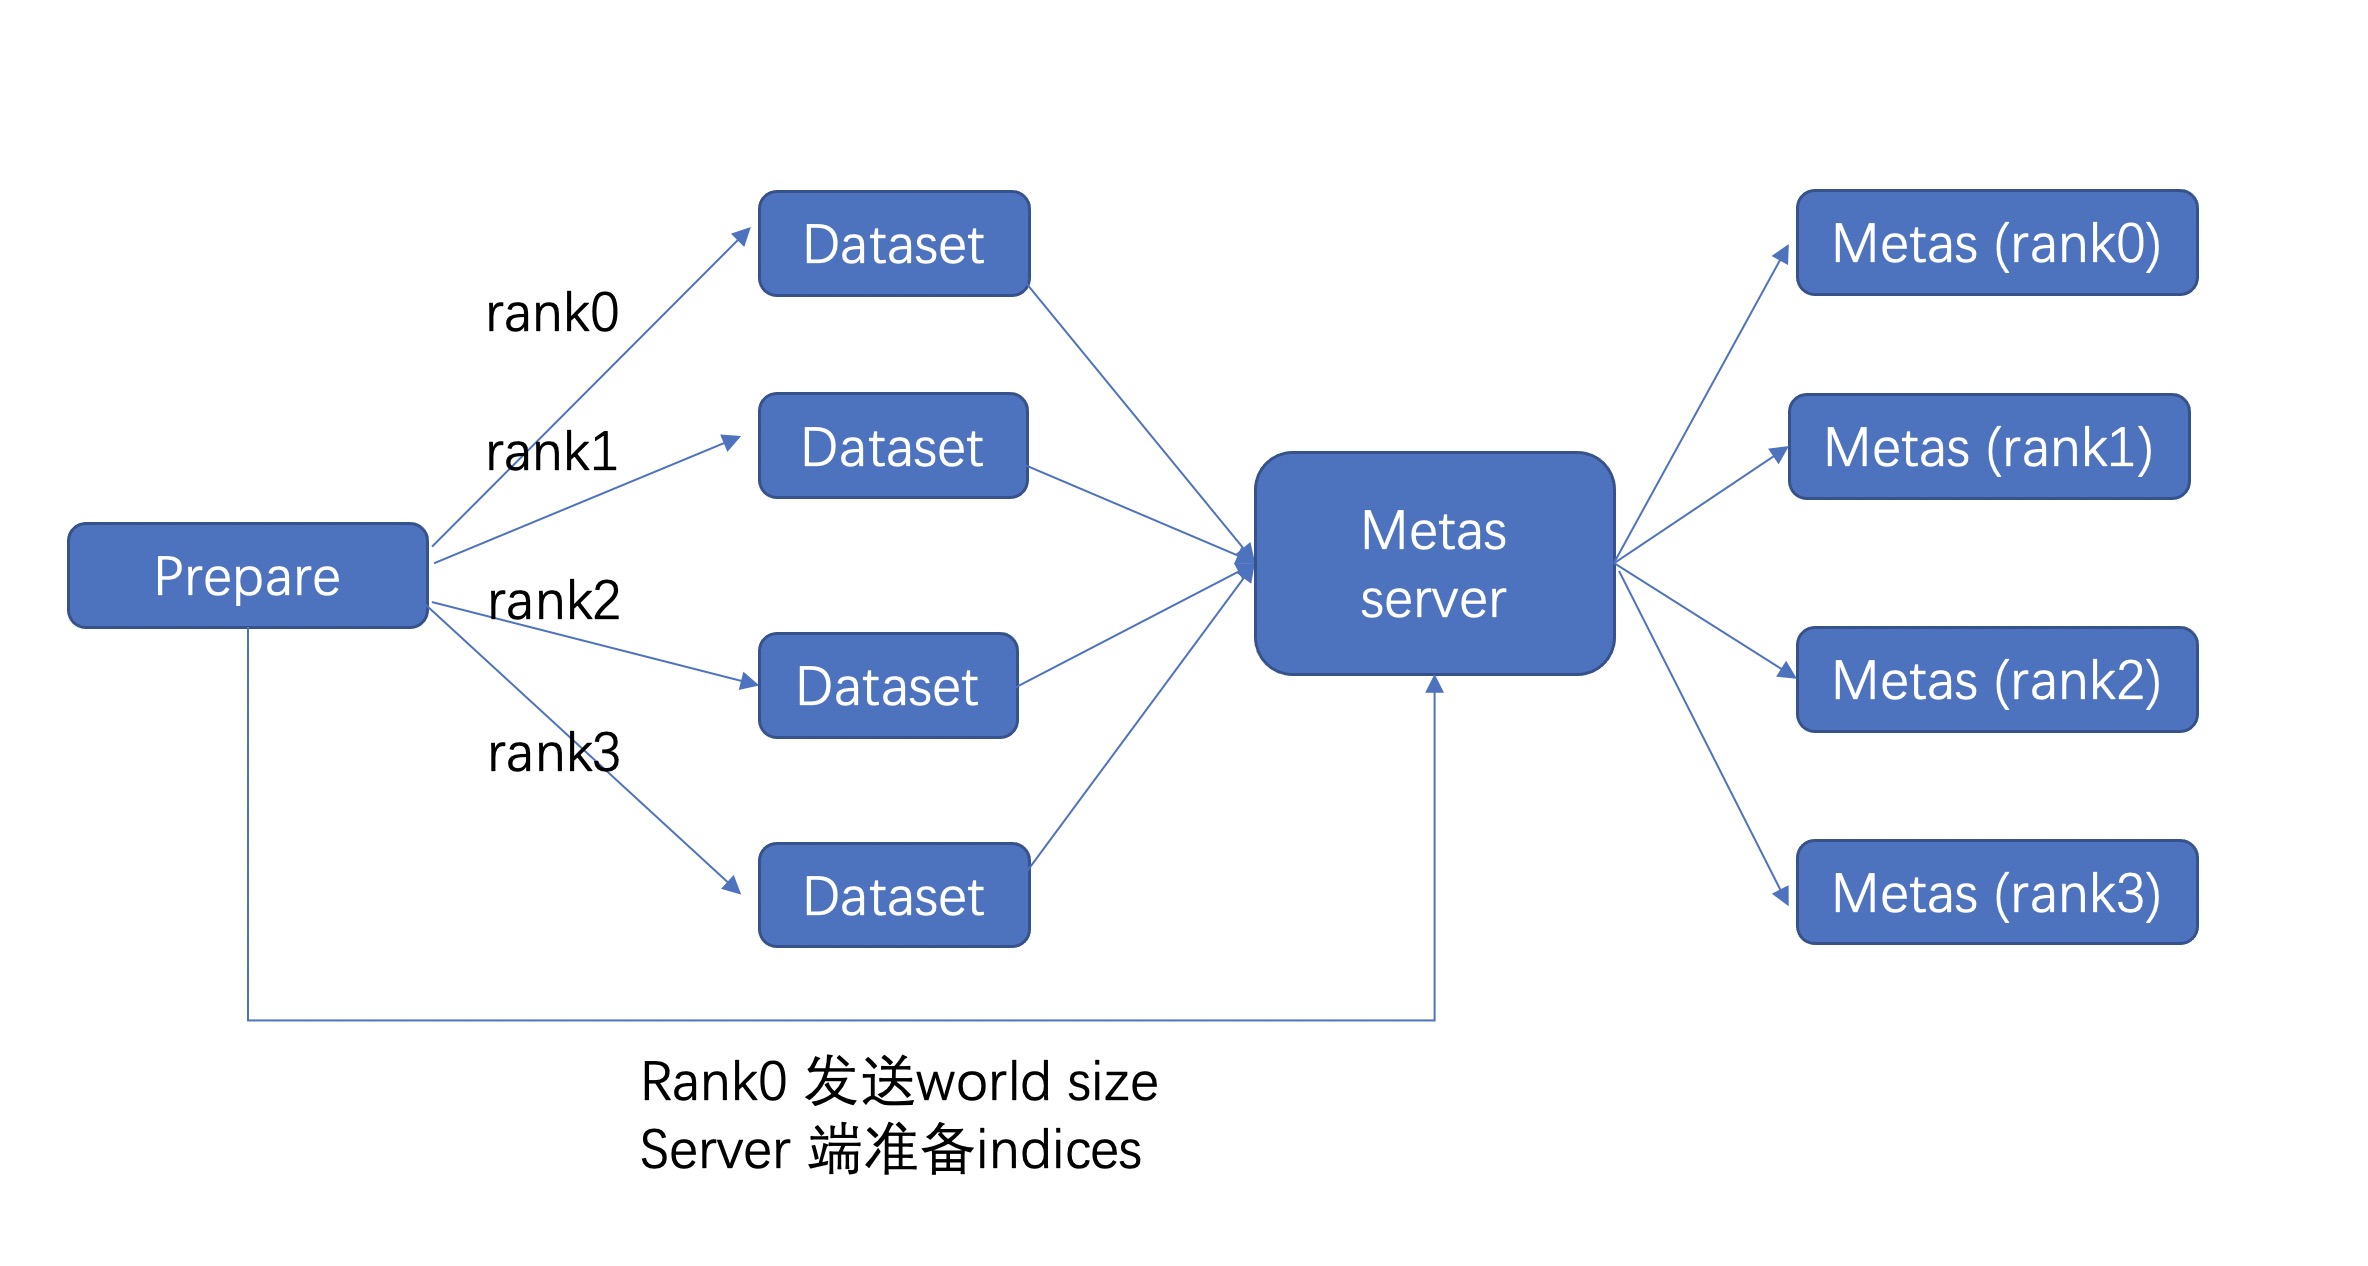 Prepare
rank0
rank1
rank2
rank3
Dataset
Dataset
Dataset
Dataset
Metas
server
Metas (rank0)
Metas (rank1)
Metas (rank2)
Metas (rank3)
Rank0 发送world size
Server 端准备indices